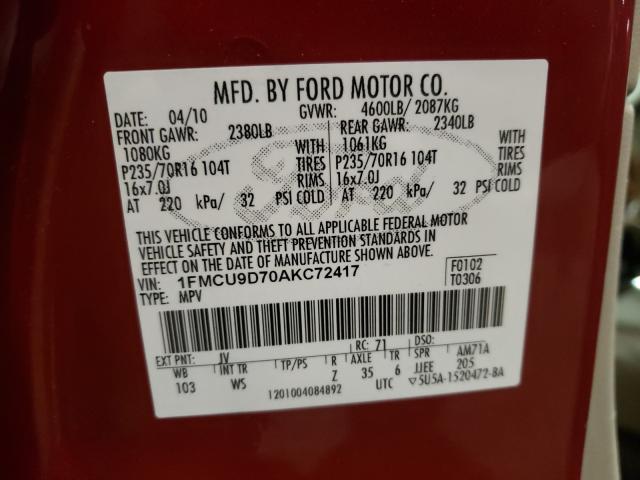 MFD. BY FORD MOTOR CO.
DATE: 04/10 GVWR: 4600LB/ 2087KG
FRONT GAWR: 2380LB REAR GAWR: 2340LB
1080KG WITH 1061KG WITH
P235/70R16 104T TIRES P235/70R16 104T TIRES
16x7.0J RIMS 16x7.0J RIMS
AT 220 kPa/ 32 PSI COLD AT 220 kPa/ 32 PSI COLD
THIS VEHICLE CONFORMS TO ALL APPLICABLE FEDERAL MOTOR
VEHICLE SAFETY AND THEFT PREVENTION STANDARDS IN
EFFECT ON THE DATE OF MANUFACTURE SHOWN ABOVE.
VIN: 1FMCU9D70AKC72417 F0102
TYPE: MPV T0306
EXT PNT: JV RC: 71 DSO:
WB INT TR TP/PS R AXLE TR SPR AM71A
103 WS Z 35 6 JJEE 205
1201004084892 UTC ▽5U5A-1520472-BA